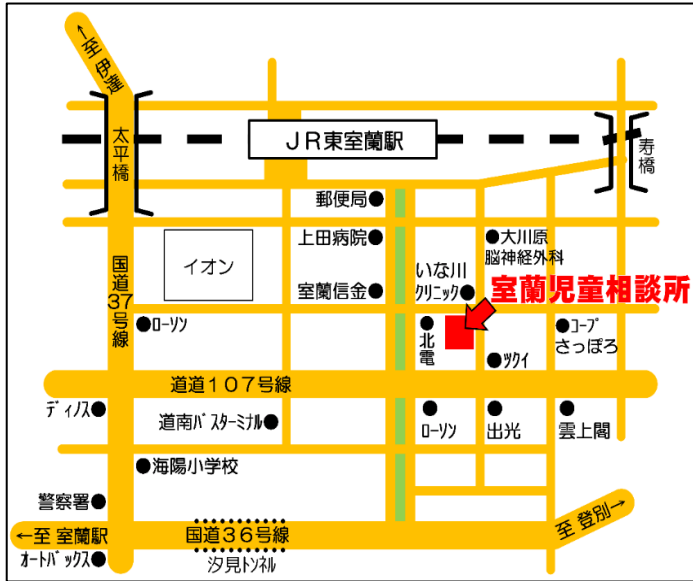 ←至 伊達
太平橋
JR東室蘭駅
寿橋
郵便局
上田病院
大川原
脳神経外科
イオン
いな川
ｸﾘﾆｯｸ
室蘭信金
室蘭児童相談所
国道37号線
ﾛｰｿﾝ
北電
ｺｰﾌﾟ
さっぽろ
ﾂｸｲ
道道107号線
ﾃﾞｨﾉｽ
道南ﾊﾞｽﾀｰﾐﾅﾙ
ﾛｰｿﾝ
出光
雲上閣
海陽小学校
警察署
←至 室蘭駅
国道36号線
至 登別→
ｵｰﾄﾊﾞｯｸｽ
汐見ﾄﾝﾈﾙ